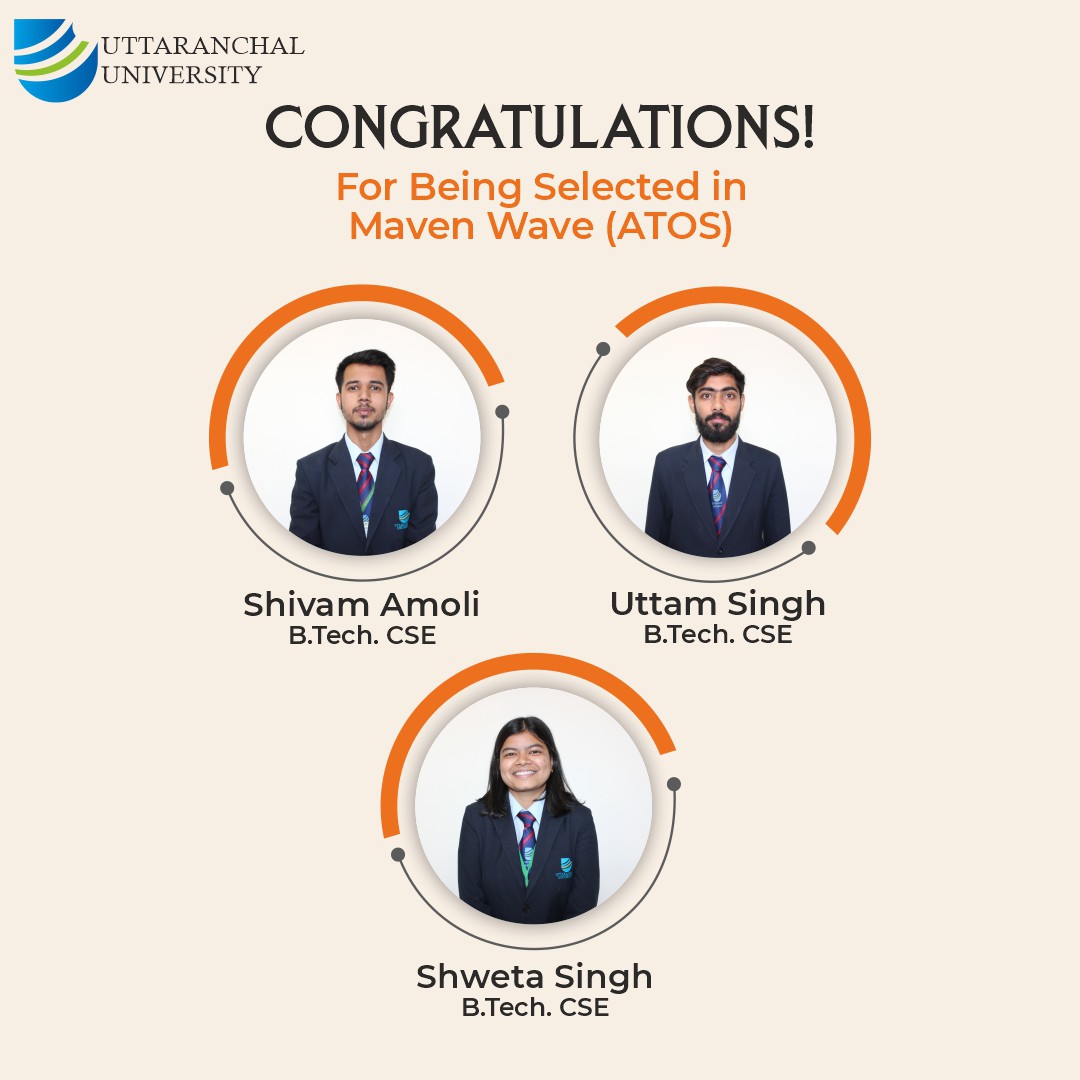 UTTARANCHAL
UNIVERSITY
CONGRATULATIONS!
For Being Selected in
Maven Wave (ATOS)
Shivam Amoli
B.Tech. CSE
Uttam Singh
B.Tech. CSE
Shweta Singh
B.Tech. CSE